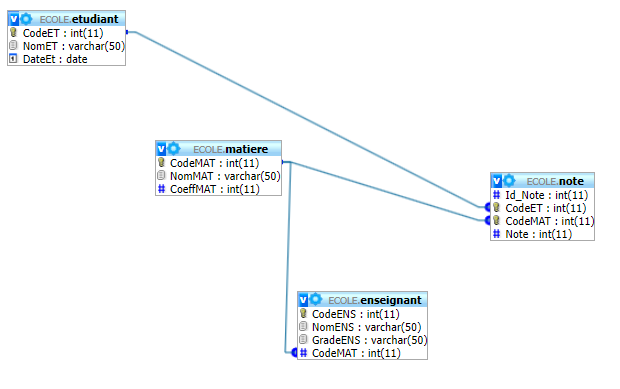 v ECOLE.etudiant
CodeET : int(11)
NomET : varchar(50)
DateEt : date
v ECOLE.matiere
CodeMAT : int(11)
NomMAT : varchar(50)
# CoeffMAT : int(11)
v ECOLE.note
# Id_Note : int(11)
CodeET : int(11)
CodeMAT : int(11)
# Note : int(11)
v ECOLE.enseignant
CodeENS : int(11)
NomENS : varchar(50)
GradeENS : varchar(50)
# CodeMAT : int(11)